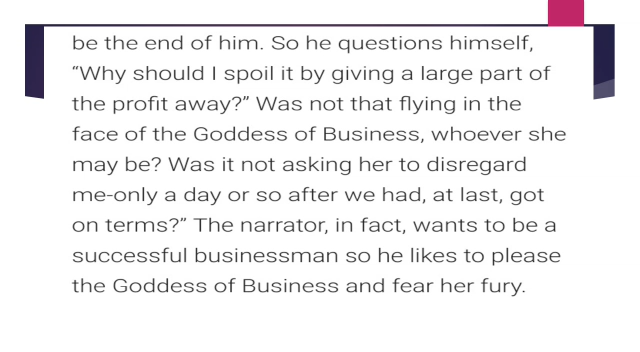 be the end of him. So he questions himself,
“Why should I spoil it by giving a large part of
the profit away?” Was not that flying in the
face of the Goddess of Business, whoever she
may be? Was it not asking her to disregard
me-only a day or so after we had, at last, got
on terms?” The narrator, in fact, wants to be a
successful businessman so he likes to please
the Goddess of Business and fear her fury.